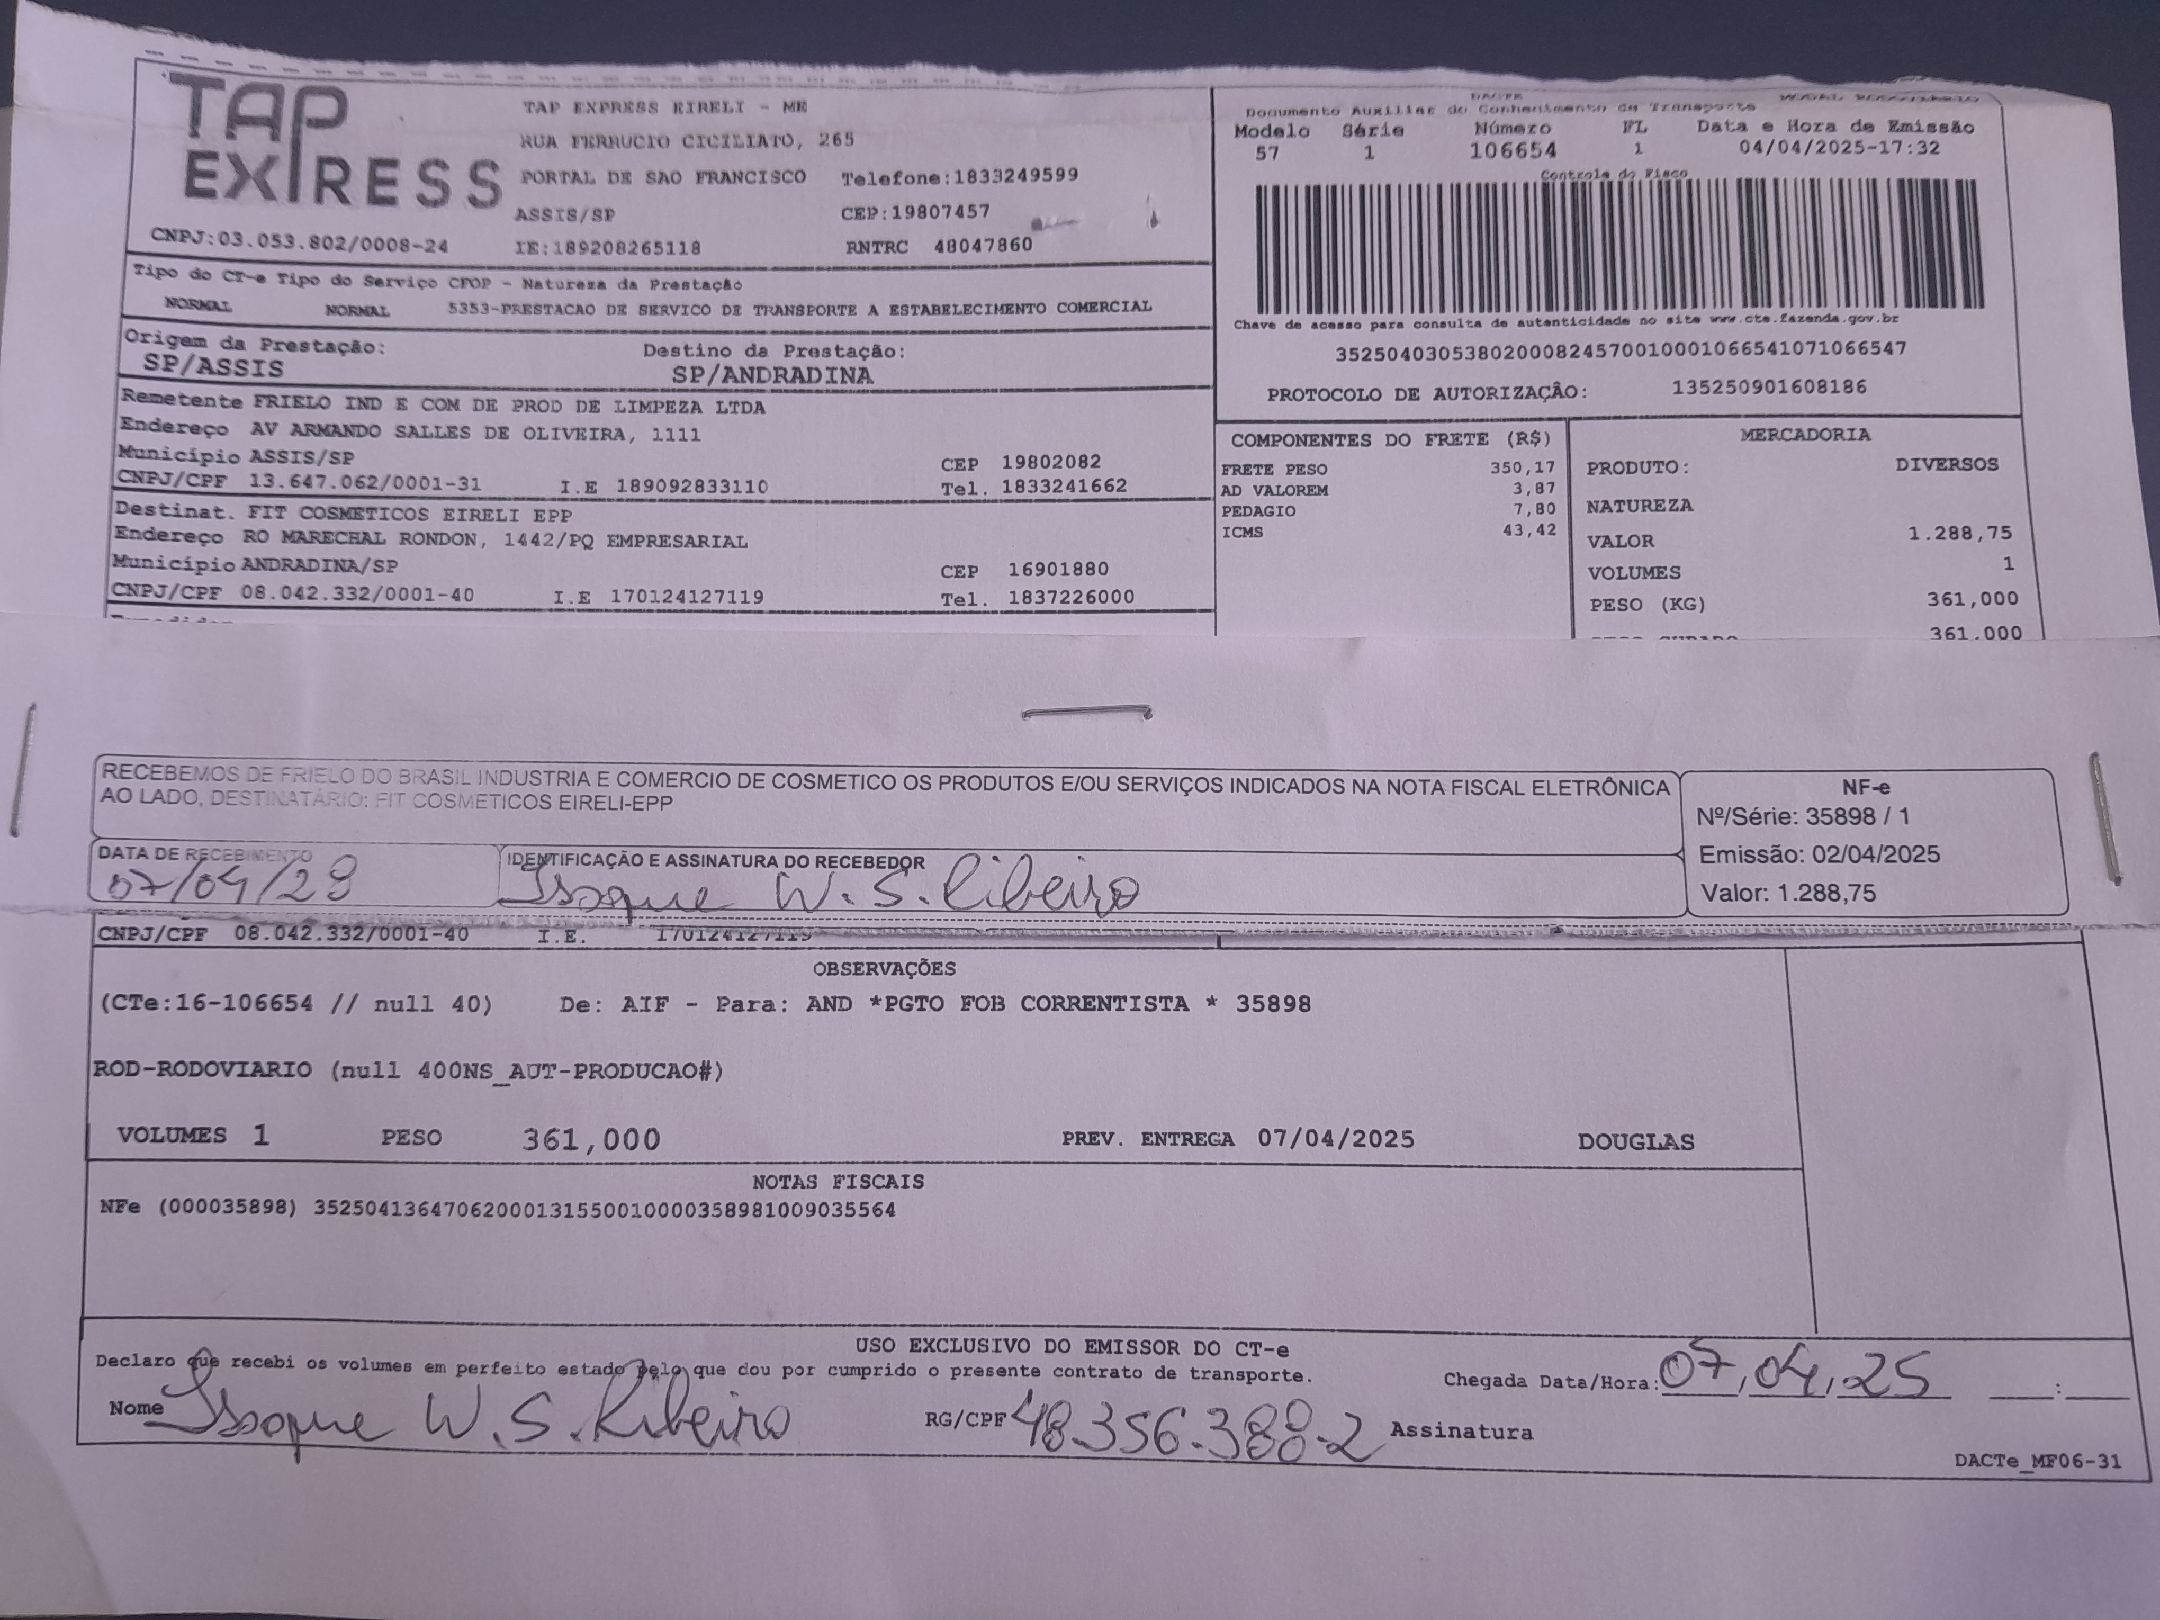 TAP EXPRESS
TAP EXPRESS EIRELI - ME
RUA FERRUCIO CICILIATO, 265
PORTAL DE SAO FRANCISCO Telefone:1833249599
ASSIS/SP CEP:19807457
CNPJ:03.053.802/0008-24 IE:189208265118 RNTRC 48047860
DACTE MODAL RODOVIARIO
Documento Auxiliar do Conhecimento de Transporte
Modelo Série Número FL Data e Hora de Emissão
57 1 106654 1 04/04/2025-17:32
Controle do Fisco
Chave de acesso para consulta de autenticidade no site www.cte.fazenda.gov.br
35250403053802000824570010001066541071066547
PROTOCOLO DE AUTORIZAÇÃO: 135250901608186
Tipo do CT-e Tipo do Serviço CFOP - Natureza da Prestação
NORMAL NORMAL 5353-PRESTACAO DE SERVICO DE TRANSPORTE A ESTABELECIMENTO COMERCIAL
Origem da Prestação: Destino da Prestação:
SP/ASSIS SP/ANDRADINA
Remetente FRIELO IND E COM DE PROD DE LIMPEZA LTDA
Endereço AV ARMANDO SALLES DE OLIVEIRA, 1111
Município ASSIS/SP CEP 19802082
CNPJ/CPF 13.647.062/0001-31 I.E 189092833110 Tel. 1833241662
Destinat. FIT COSMETICOS EIRELI EPP
Endereço RO MARECHAL RONDON, 1442/PQ EMPRESARIAL
Município ANDRADINA/SP CEP 16901880
CNPJ/CPF 08.042.332/0001-40 I.E 170124127119 Tel. 1837226000
COMPONENTES DO FRETE (R$)
FRETE PESO 350,17
AD VALOREM 3,87
PEDAGIO 7,80
ICMS 43,42
MERCADORIA
PRODUTO: DIVERSOS
NATUREZA
VALOR 1.288,75
VOLUMES 1
PESO (KG) 361,000
361,000
RECEBEMOS DE FRIELO DO BRASIL INDUSTRIA E COMERCIO DE COSMETICO OS PRODUTOS E/OU SERVIÇOS INDICADOS NA NOTA FISCAL ELETRÔNICA
AO LADO, DESTINATÁRIO: FIT COSMETICOS EIRELI-EPP
NF-e
Nº/Série: 35898 / 1
Emissão: 02/04/2025
Valor: 1.288,75
DATA DE RECEBIMENTO IDENTIFICAÇÃO E ASSINATURA DO RECEBEDOR
07/04/ W. S. Ribeiro
CNPJ/CPF 08.042.332/0001-40 I.E. 170124127119
OBSERVAÇÕES
(CTe:16-106654 // null 40) De: AIF - Para: AND *PGTO FOB CORRENTISTA * 35898
ROD-RODOVIARIO (null 400NS_AUT-PRODUCAO#)
VOLUMES 1 PESO 361,000 PREV. ENTREGA 07/04/2025 DOUGLAS
NOTAS FISCAIS
NFe (000035898) 35250413647062000131550010000358981009035564
USO EXCLUSIVO DO EMISSOR DO CT-e
Declaro que recebi os volumes em perfeito estado pelo que dou por cumprido o presente contrato de transporte.
Chegada Data/Hora: 07,04,25 :
Nome W.S. Ribeiro RG/CPF 48.356.388-2 Assinatura
DACTe_MF06-31